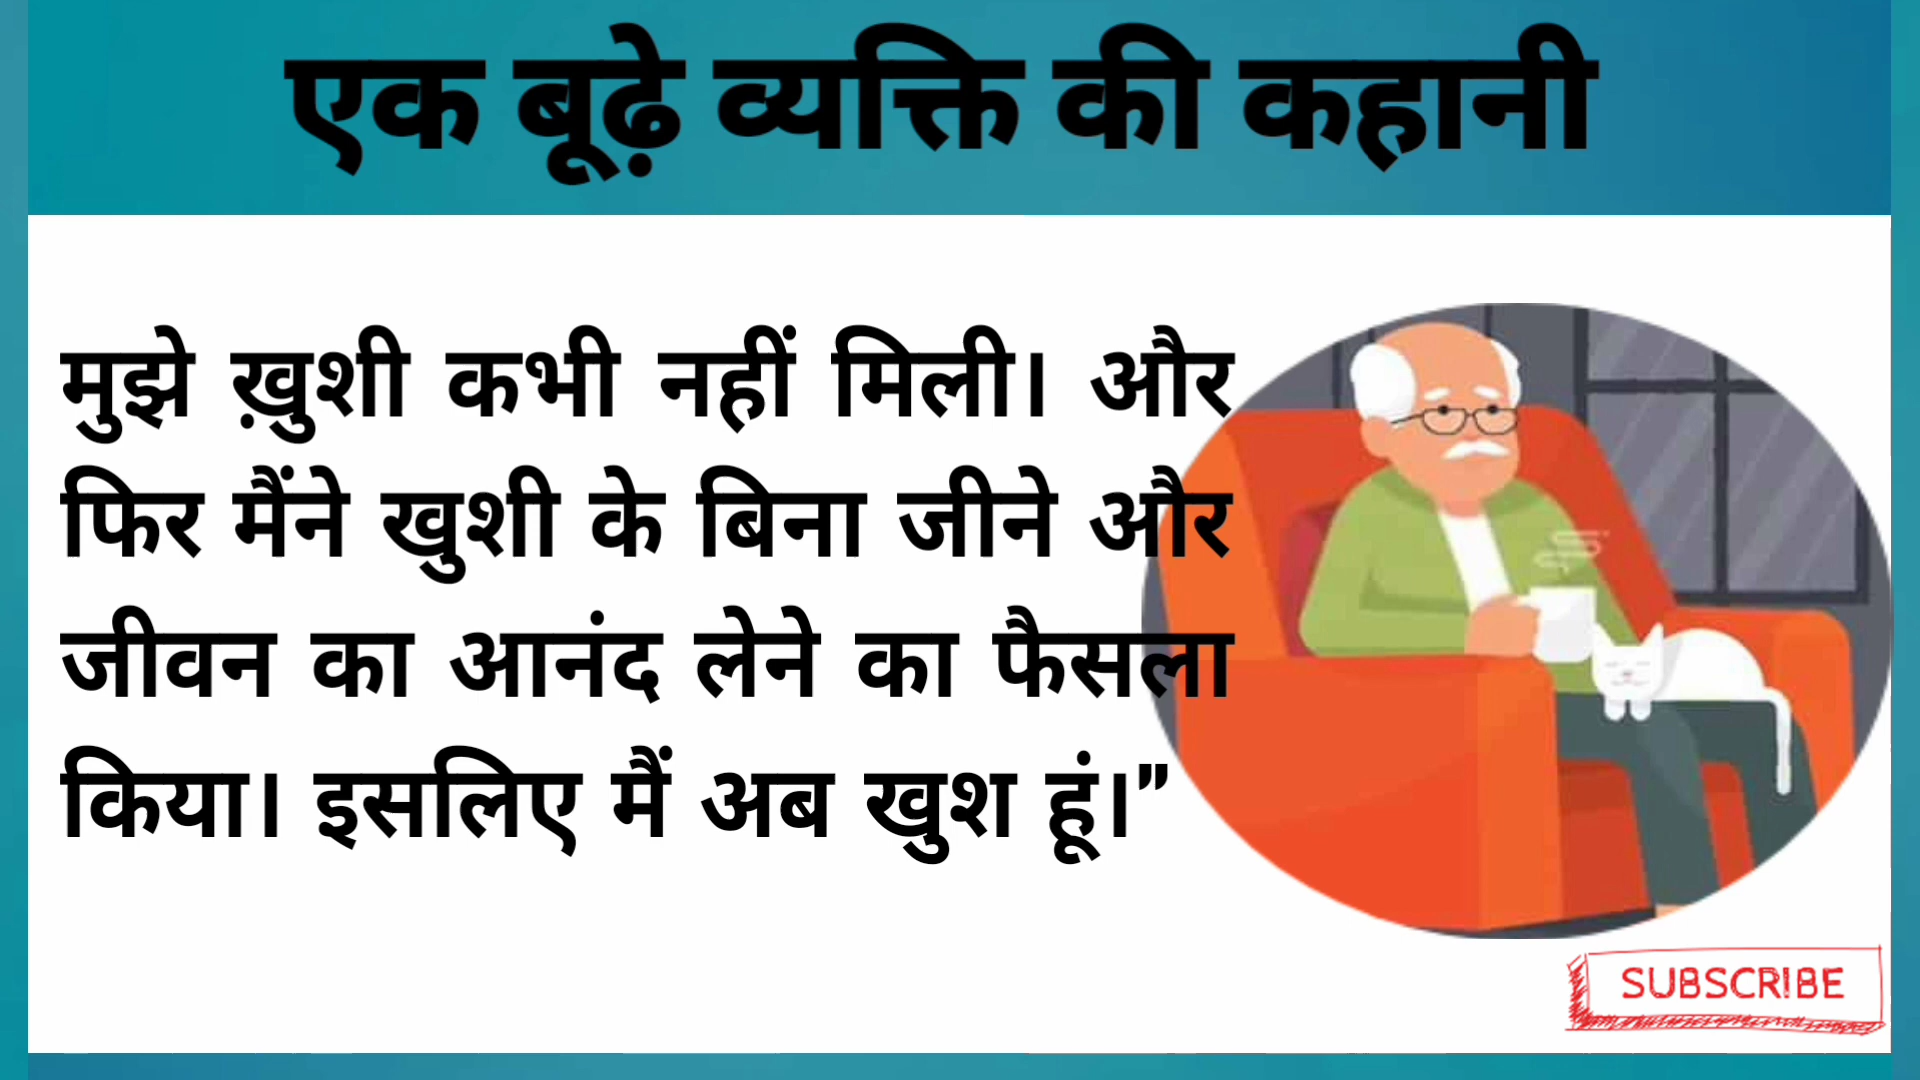 एक बूढ़े व्यक्ति की कहानी
मुझे ख़ुशी कभी नहीं मिली। और
फिर मैंने खुशी के बिना जीने और
जीवन का आनंद लेने का फैसला
किया। इसलिए मैं अब खुश हूं।”
SUBSCRIBE